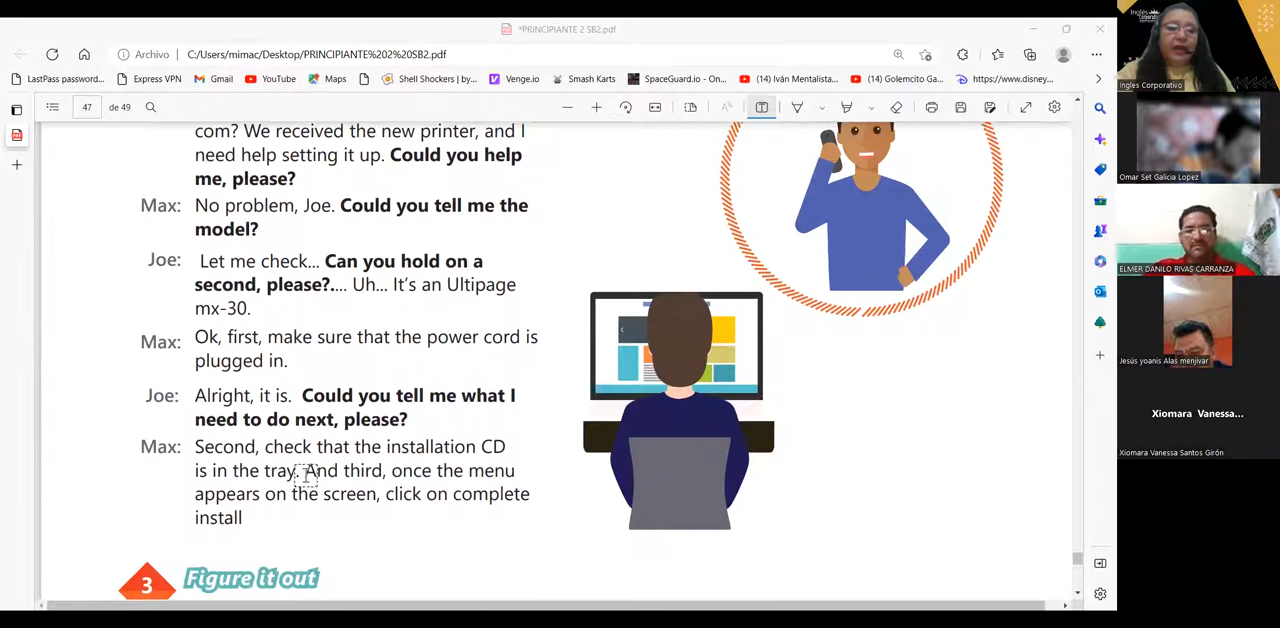 *PRINCIPIANTE 2 SB2.pdf
Archivo C:/Users/mimac/Desktop/PRINCIPIANTE%202%20SB2.pdf
LastPass password... Express VPN Gmail YouTube Maps Shell Shockers | by... Venge.io Smash Karts SpaceGuard.io - On... (14) Iván Mentalista... (14) Golemcito Ga... https://www.disney...
47 de 49
com? We received the new printer, and I
need help setting it up. Could you help
me, please?
Max: No problem, Joe. Could you tell me the
model?
Joe: Let me check... Can you hold on a
second, please?.... Uh... It's an Ultipage
mx-30.
Max: Ok, first, make sure that the power cord is
plugged in.
Joe: Alright, it is. Could you tell me what I
need to do next, please?
Max: Second, check that the installation CD
is in the tray. And third, once the menu
appears on the screen, click on complete
install
3 Figure it out
Inglés
Corporativo
Ingles Corporativo
Omar Set Galicia Lopez
ELMER DANILO RIVAS CARRANZA
Jesús yoanis Alas menjivar
Xiomara Vanessa...
Xiomara Vanessa Santos Girón